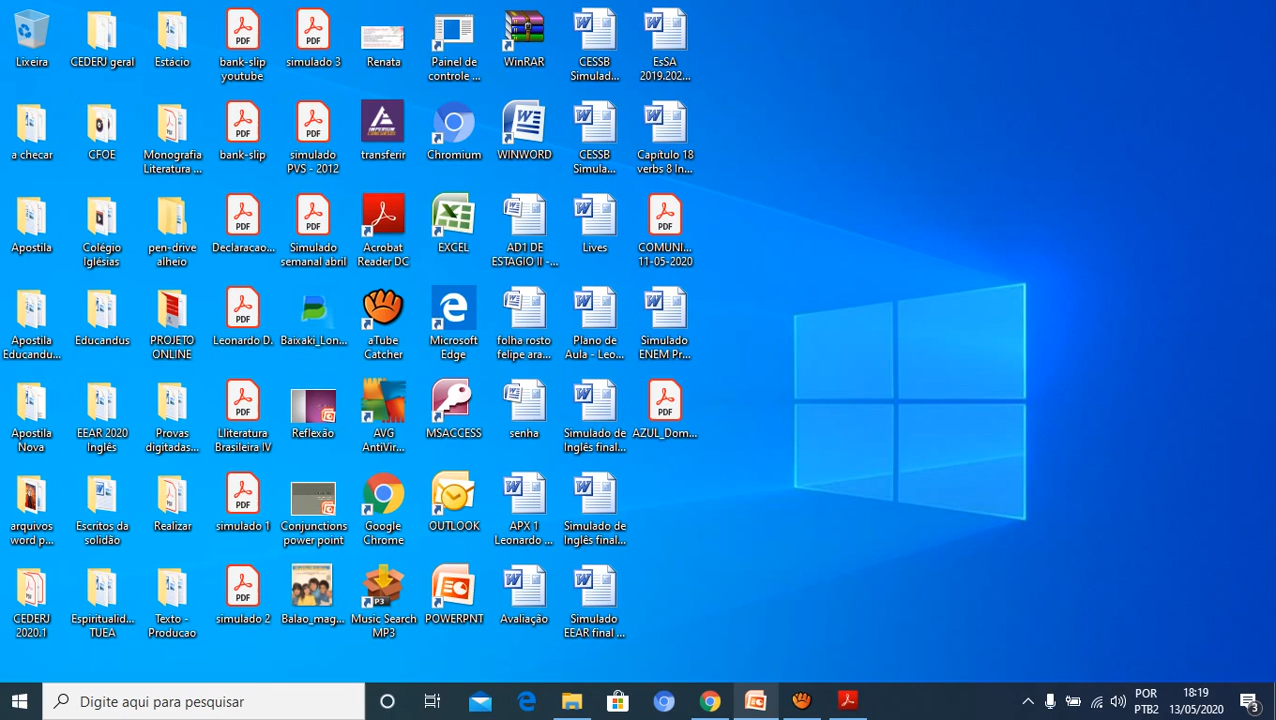 Lixeira
CEDERJ geral
Estácio
bank-slip
youtube
simulado 3
Renata
Painel de
controle ...
WinRAR
CESSB
Simulad...
EsSA
2019.202...
a checar
CFOE
Monografia
Literatura ...
bank-slip
simulado
PVS - 2012
transferir
Chromium
WINWORD
CESSB
Simula...
Capítulo 18
verbs 8 In...
Apostila
Colégio
Iglésias
pen-drive
alheio
Declaracao...
Simulado
semanal abril
Acrobat
Reader DC
EXCEL
AD1 DE
ESTAGIO II -...
Lives
COMUNI...
11-05-2020
Apostila
Educandu...
Educandus
PROJETO
ONLINE
Leonardo D.
Baixaki_Lon...
aTube
Catcher
Microsoft
Edge
folha rosto
felipe ara...
Plano de
Aula - Leo...
Simulado
ENEM Pr...
Apostila
Nova
EEAR 2020
Inglês
Provas
digitadas...
Lliteratura
Brasileira IV
Reflexão
AVG
AntiVir...
MSACCESS
senha
Simulado de
Inglês final...
AZUL_Dom...
arquivos
word p...
Escritos da
solidão
Realizar
simulado 1
Conjunctions
power point
Google
Chrome
OUTLOOK
APX 1
Leonardo ...
Simulado de
Inglês final...
CEDERJ
2020.1
Espiritualid...
TUEA
Texto -
Producao
simulado 2
Balao_mag...
Music Search
MP3
POWERPNT
Avaliação
Simulado
EEAR final ...
Digite aqui para pesquisar
POR
PTB2
18:19
13/05/2020
3